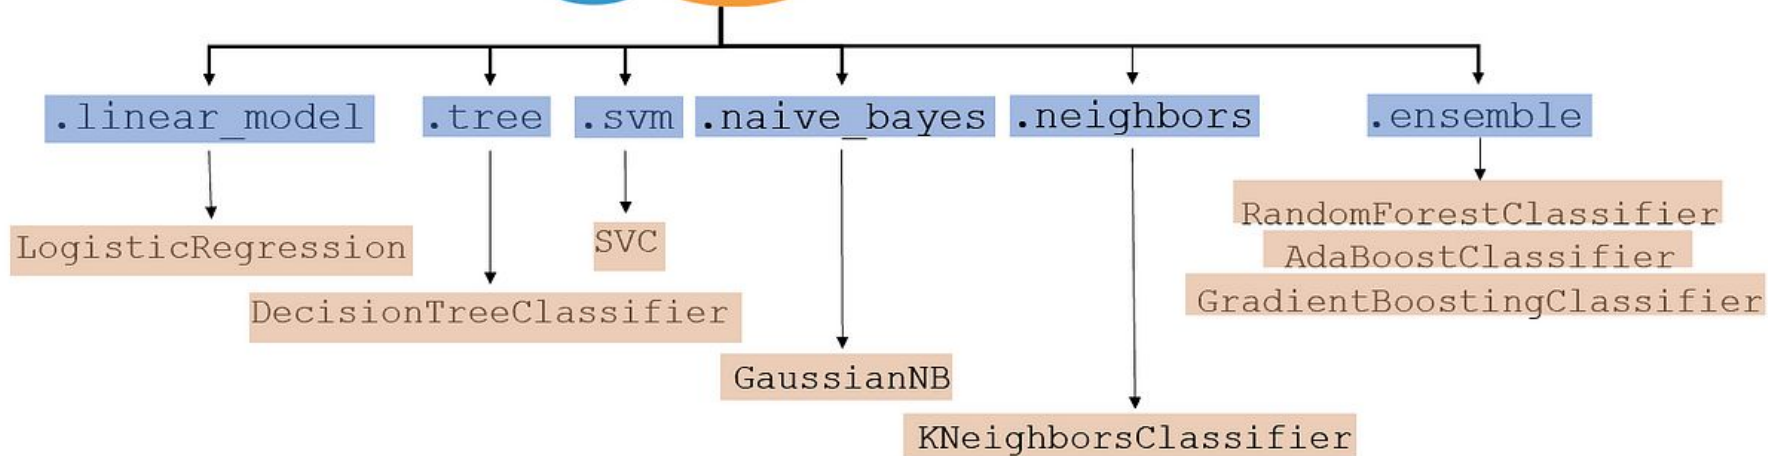 .linear_model
.tree
.svm
.naive_bayes
.neighbors
.ensemble
LogisticRegression
DecisionTreeClassifier
SVC
GaussianNB
KNeighborsClassifier
RandomForestClassifier
AdaBoostClassifier
GradientBoostingClassifier